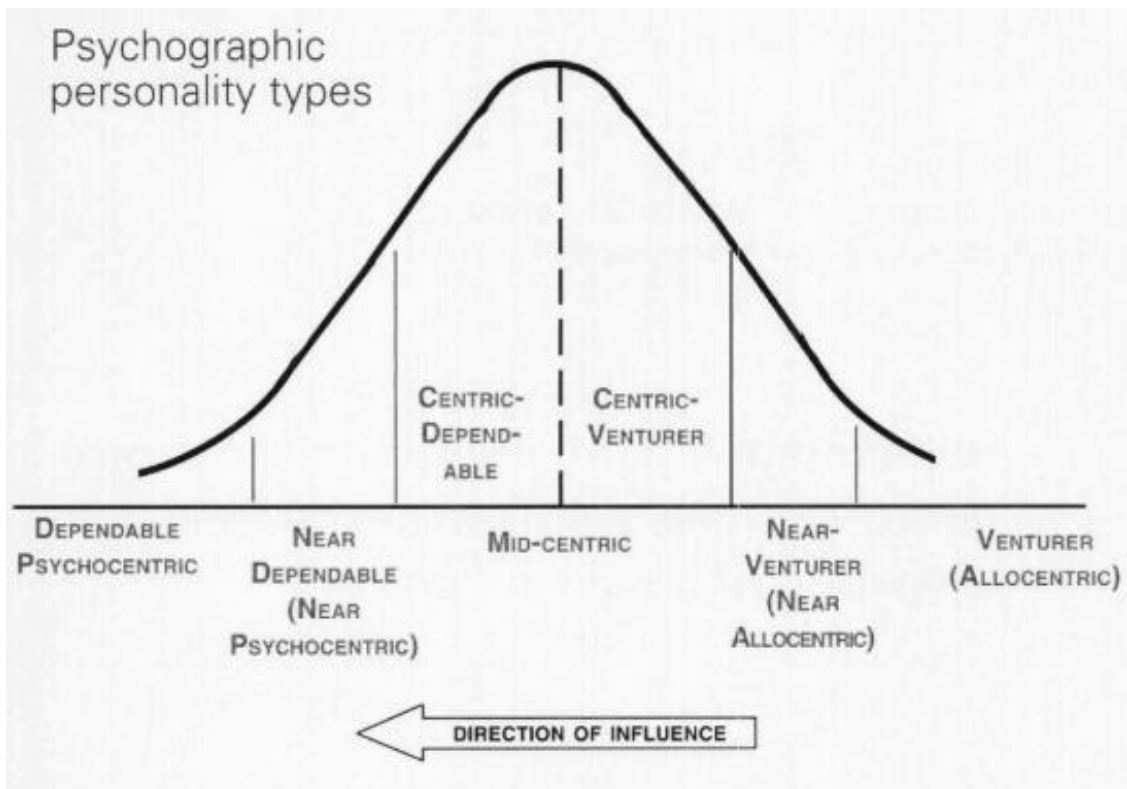 Psychographic
personality types
CENTRIC-
DEPEND-
ABLE
CENTRIC-
VENTURER
DEPENDABLE
PSYCHOCENTRIC
NEAR
DEPENDABLE
(NEAR
PSYCHOCENTRIC)
MID-CENTRIC
NEAR-
VENTURER
(NEAR
ALLOCENTRIC)
VENTURER
(ALLOCENTRIC)
DIRECTION OF INFLUENCE